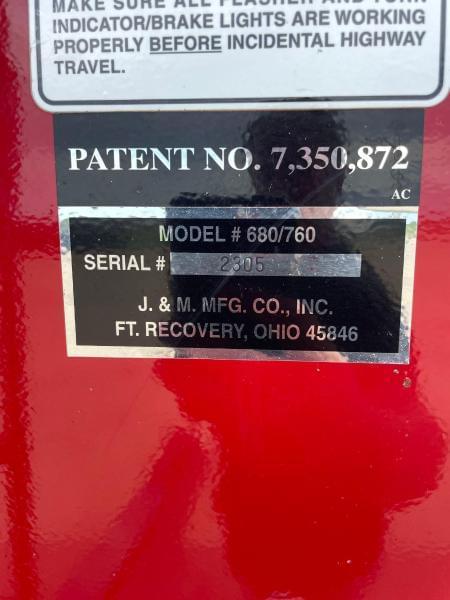 MAKE SURE ALL FLASHER AND TURN
INDICATOR/BRAKE LIGHTS ARE WORKING
PROPERLY BEFORE INCIDENTAL HIGHWAY
TRAVEL.
PATENT NO. 7,350,872
AC
MODEL # 680/760
SERIAL # 2305
J. & M. MFG. CO., INC.
FT. RECOVERY, OHIO 45846